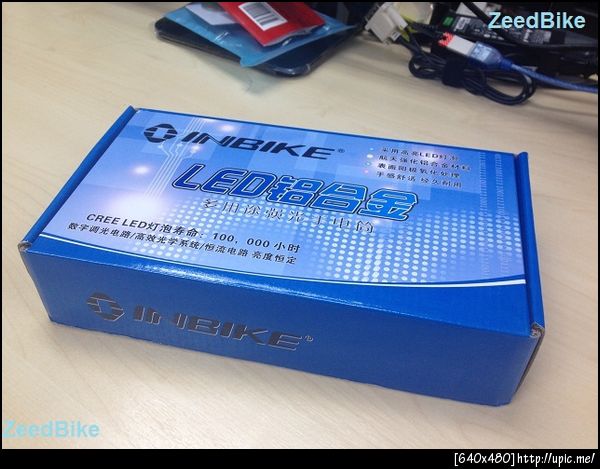 ZeedBike
INBIKE
采用高亮LED灯泡
航天强化铝合金材料
表面阳极氧化处理
手感舒适 经久耐用
LED铝合金
多用途强光手电筒
CREE LED灯泡寿命：100，000小时
数字调光电路/高效光学系统/恒流电路 亮度恒定
INBIKE®
ZeedBike
[640x480]http://upic.me/